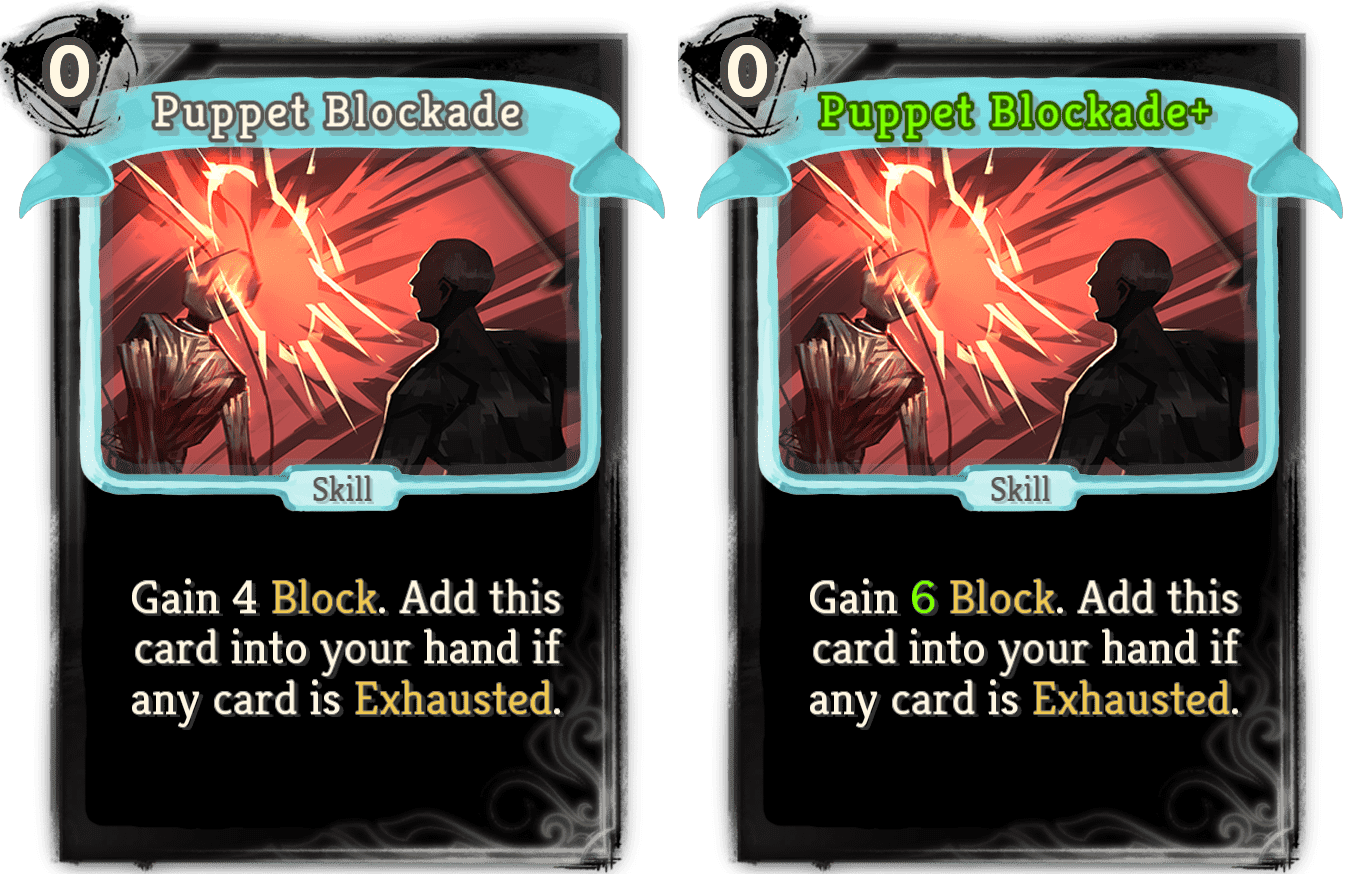 0
Puppet Blockade
Skill
Gain 4 Block. Add this
card into your hand if
any card is Exhausted.
0
Puppet Blockade+
Skill
Gain 6 Block. Add this
card into your hand if
any card is Exhausted.